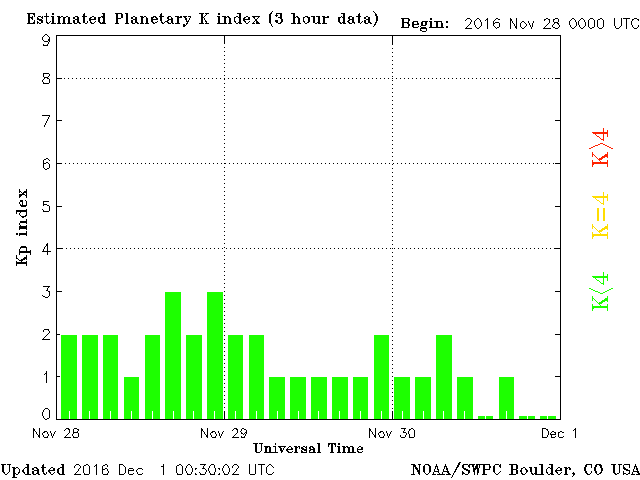 Estimated Planetary K index (3 hour data) Begin: 2016 Nov 28 0000 UTC
9
8
7
6
5
4
3
2
1
0
Kp index
K>4
K=4
K<4
Nov 28 Nov 29 Nov 30 Dec 1
Universal Time
Updated 2016 Dec 1 00:30:02 UTC NOAA/SWPC Boulder, CO USA